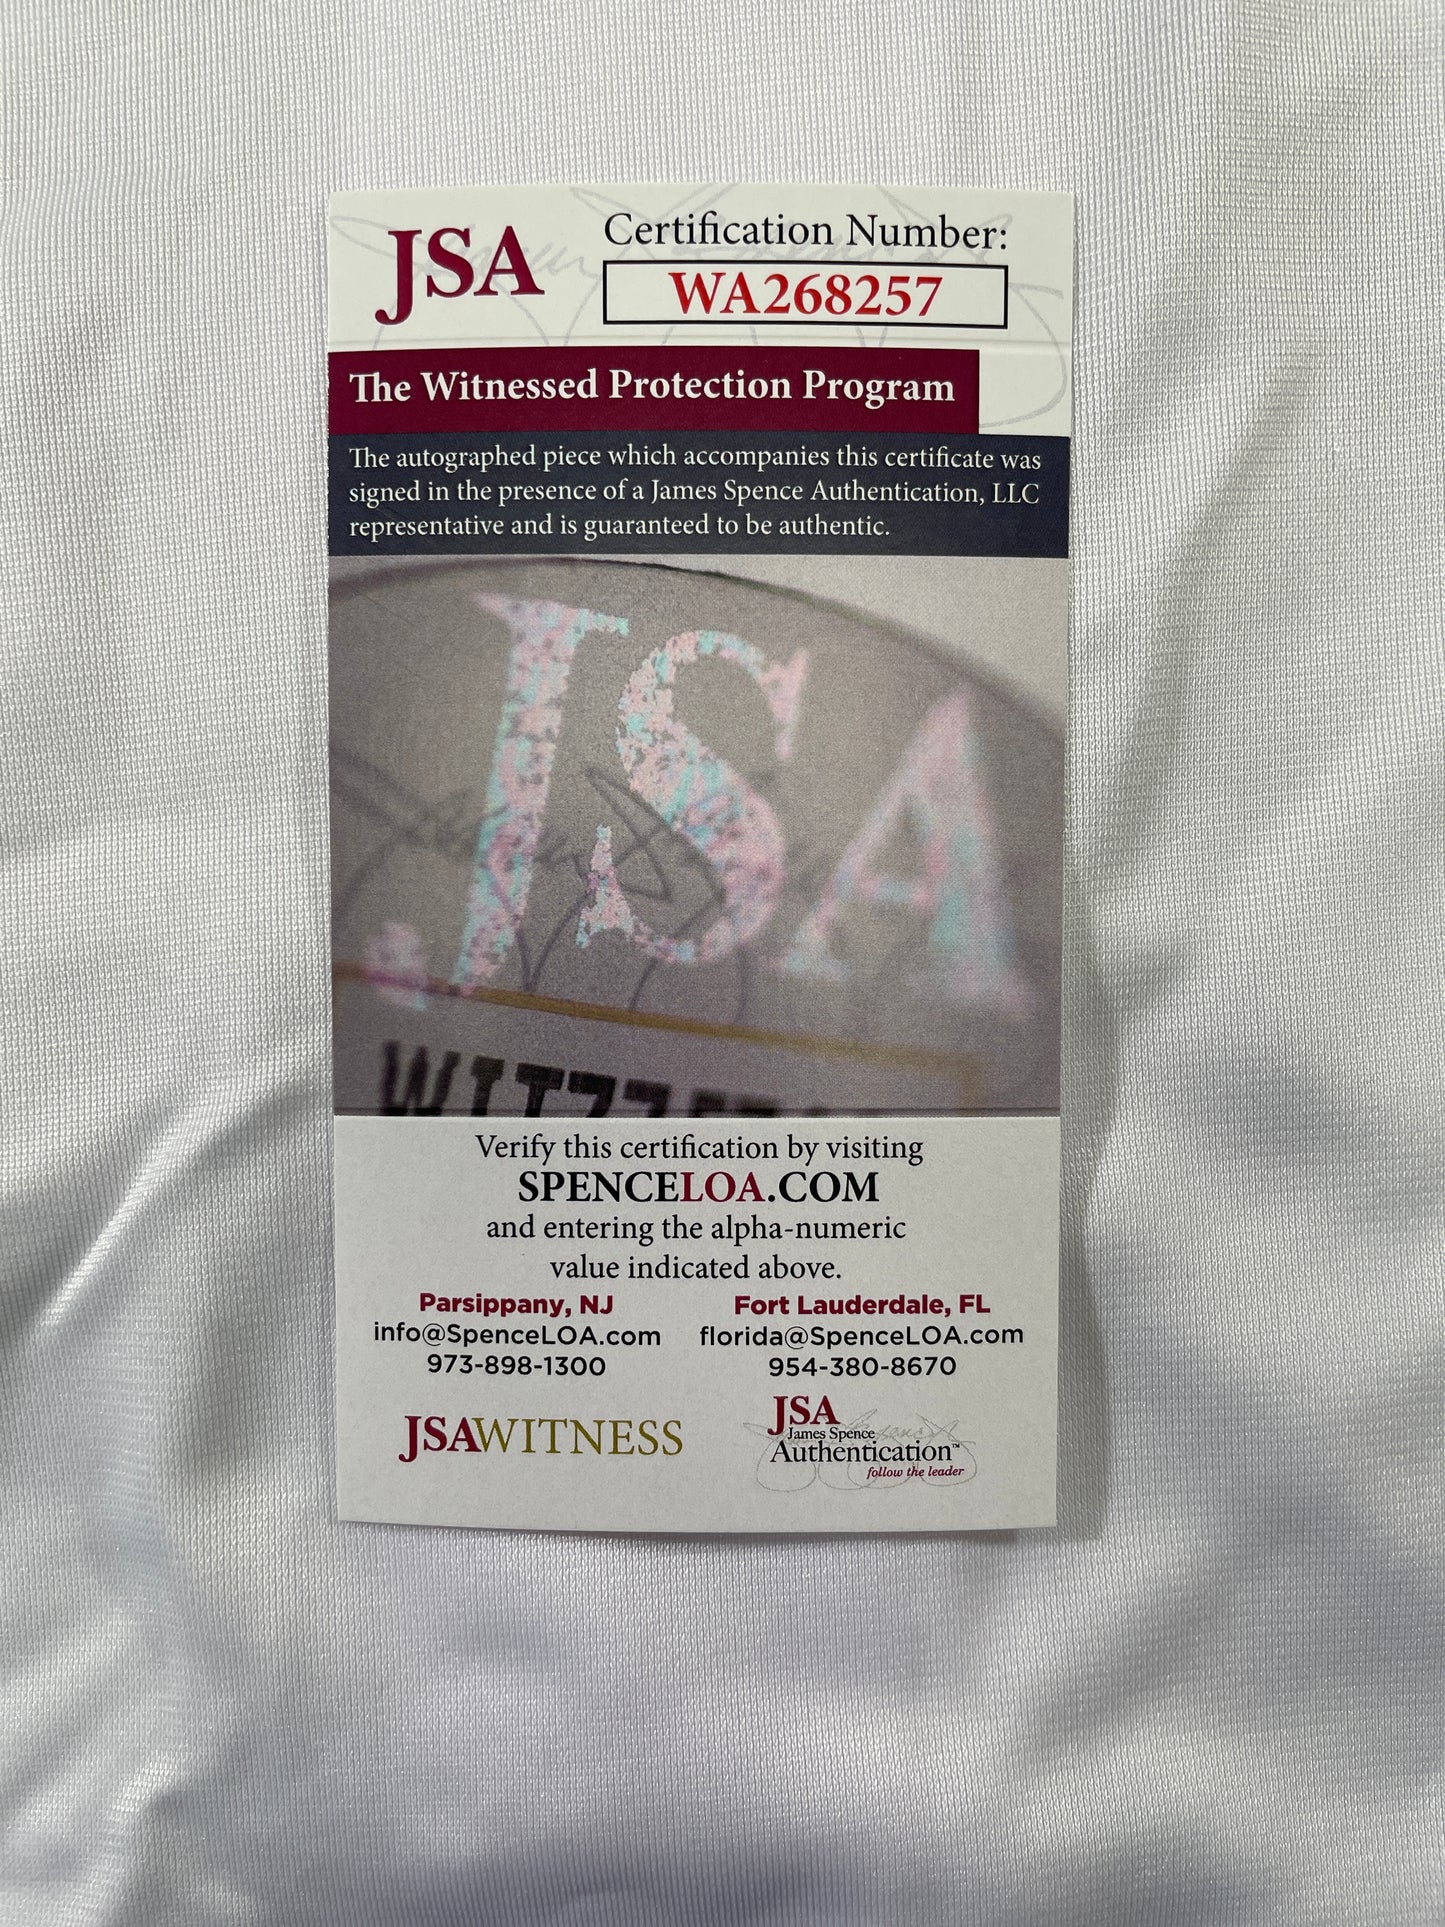 JSA
Certification Number:
WA268257
The Witnessed Protection Program
The autographed piece which accompanies this certificate was
signed in the presence of a James Spence Authentication, LLC
representative and is guaranteed to be authentic.
JSA
Verify this certification by visiting
SPENCELOA.COM
and entering the alpha-numeric
value indicated above.
Parsippany, NJ
info@SpenceLOA.com
973-898-1300
Fort Lauderdale, FL
florida@SpenceLOA.com
954-380-8670
JSAWITNESS
JSA
James Spence
Authentication™
follow the leader